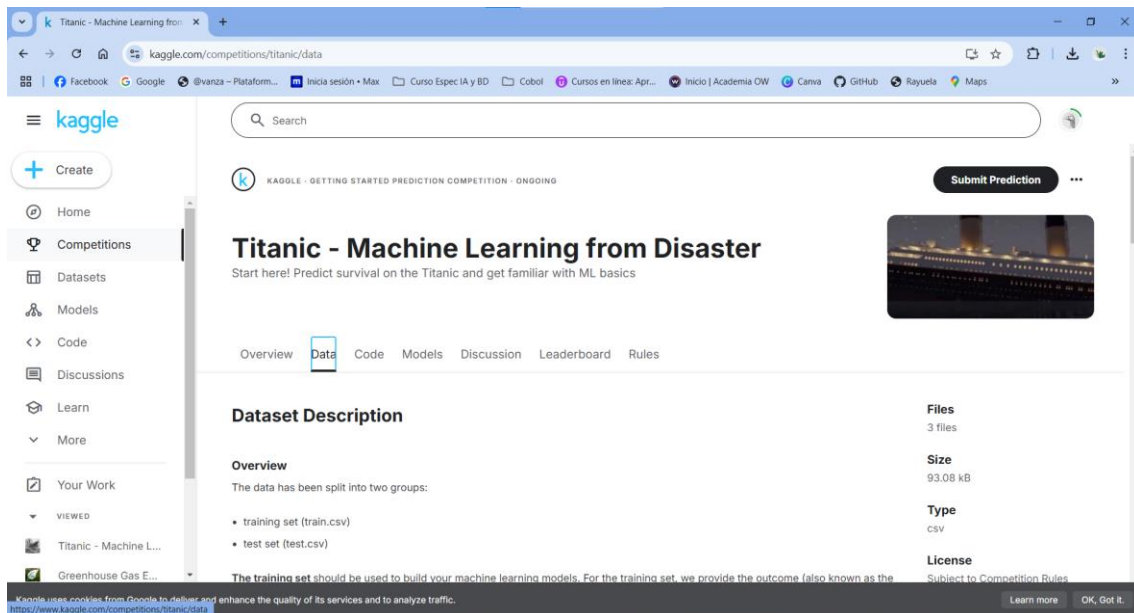 Titanic - Machine Learning from
kaggle.com/competitions/titanic/data
Facebook Google @vanza – Plataform... Inicia sesión • Max Curso Espec IA y BD Cobol Cursos en línea: Apr... Inicio | Academia OW Canva GitHub Rayuela Maps »
kaggle
Search
Create
KAGGLE · GETTING STARTED PREDICTION COMPETITION · ONGOING
Submit Prediction
Home
Competitions
Datasets
Models
Code
Discussions
Learn
More
Your Work
VIEWED
Titanic - Machine L...
Greenhouse Gas E...
Titanic - Machine Learning from Disaster
Start here! Predict survival on the Titanic and get familiar with ML basics
Overview Data Code Models Discussion Leaderboard Rules
Dataset Description
Overview
The data has been split into two groups:
• training set (train.csv)
• test set (test.csv)
The training set should be used to build your machine learning models. For the training set, we provide the outcome (also known as the
Files
3 files
Size
93.08 kB
Type
csv
License
Subject to Competition Rules
Kaggle uses cookies from Google to deliver and enhance the quality of its services and to analyze traffic.
Learn more OK, Got it.
https://www.kaggle.com/competitions/titanic/data